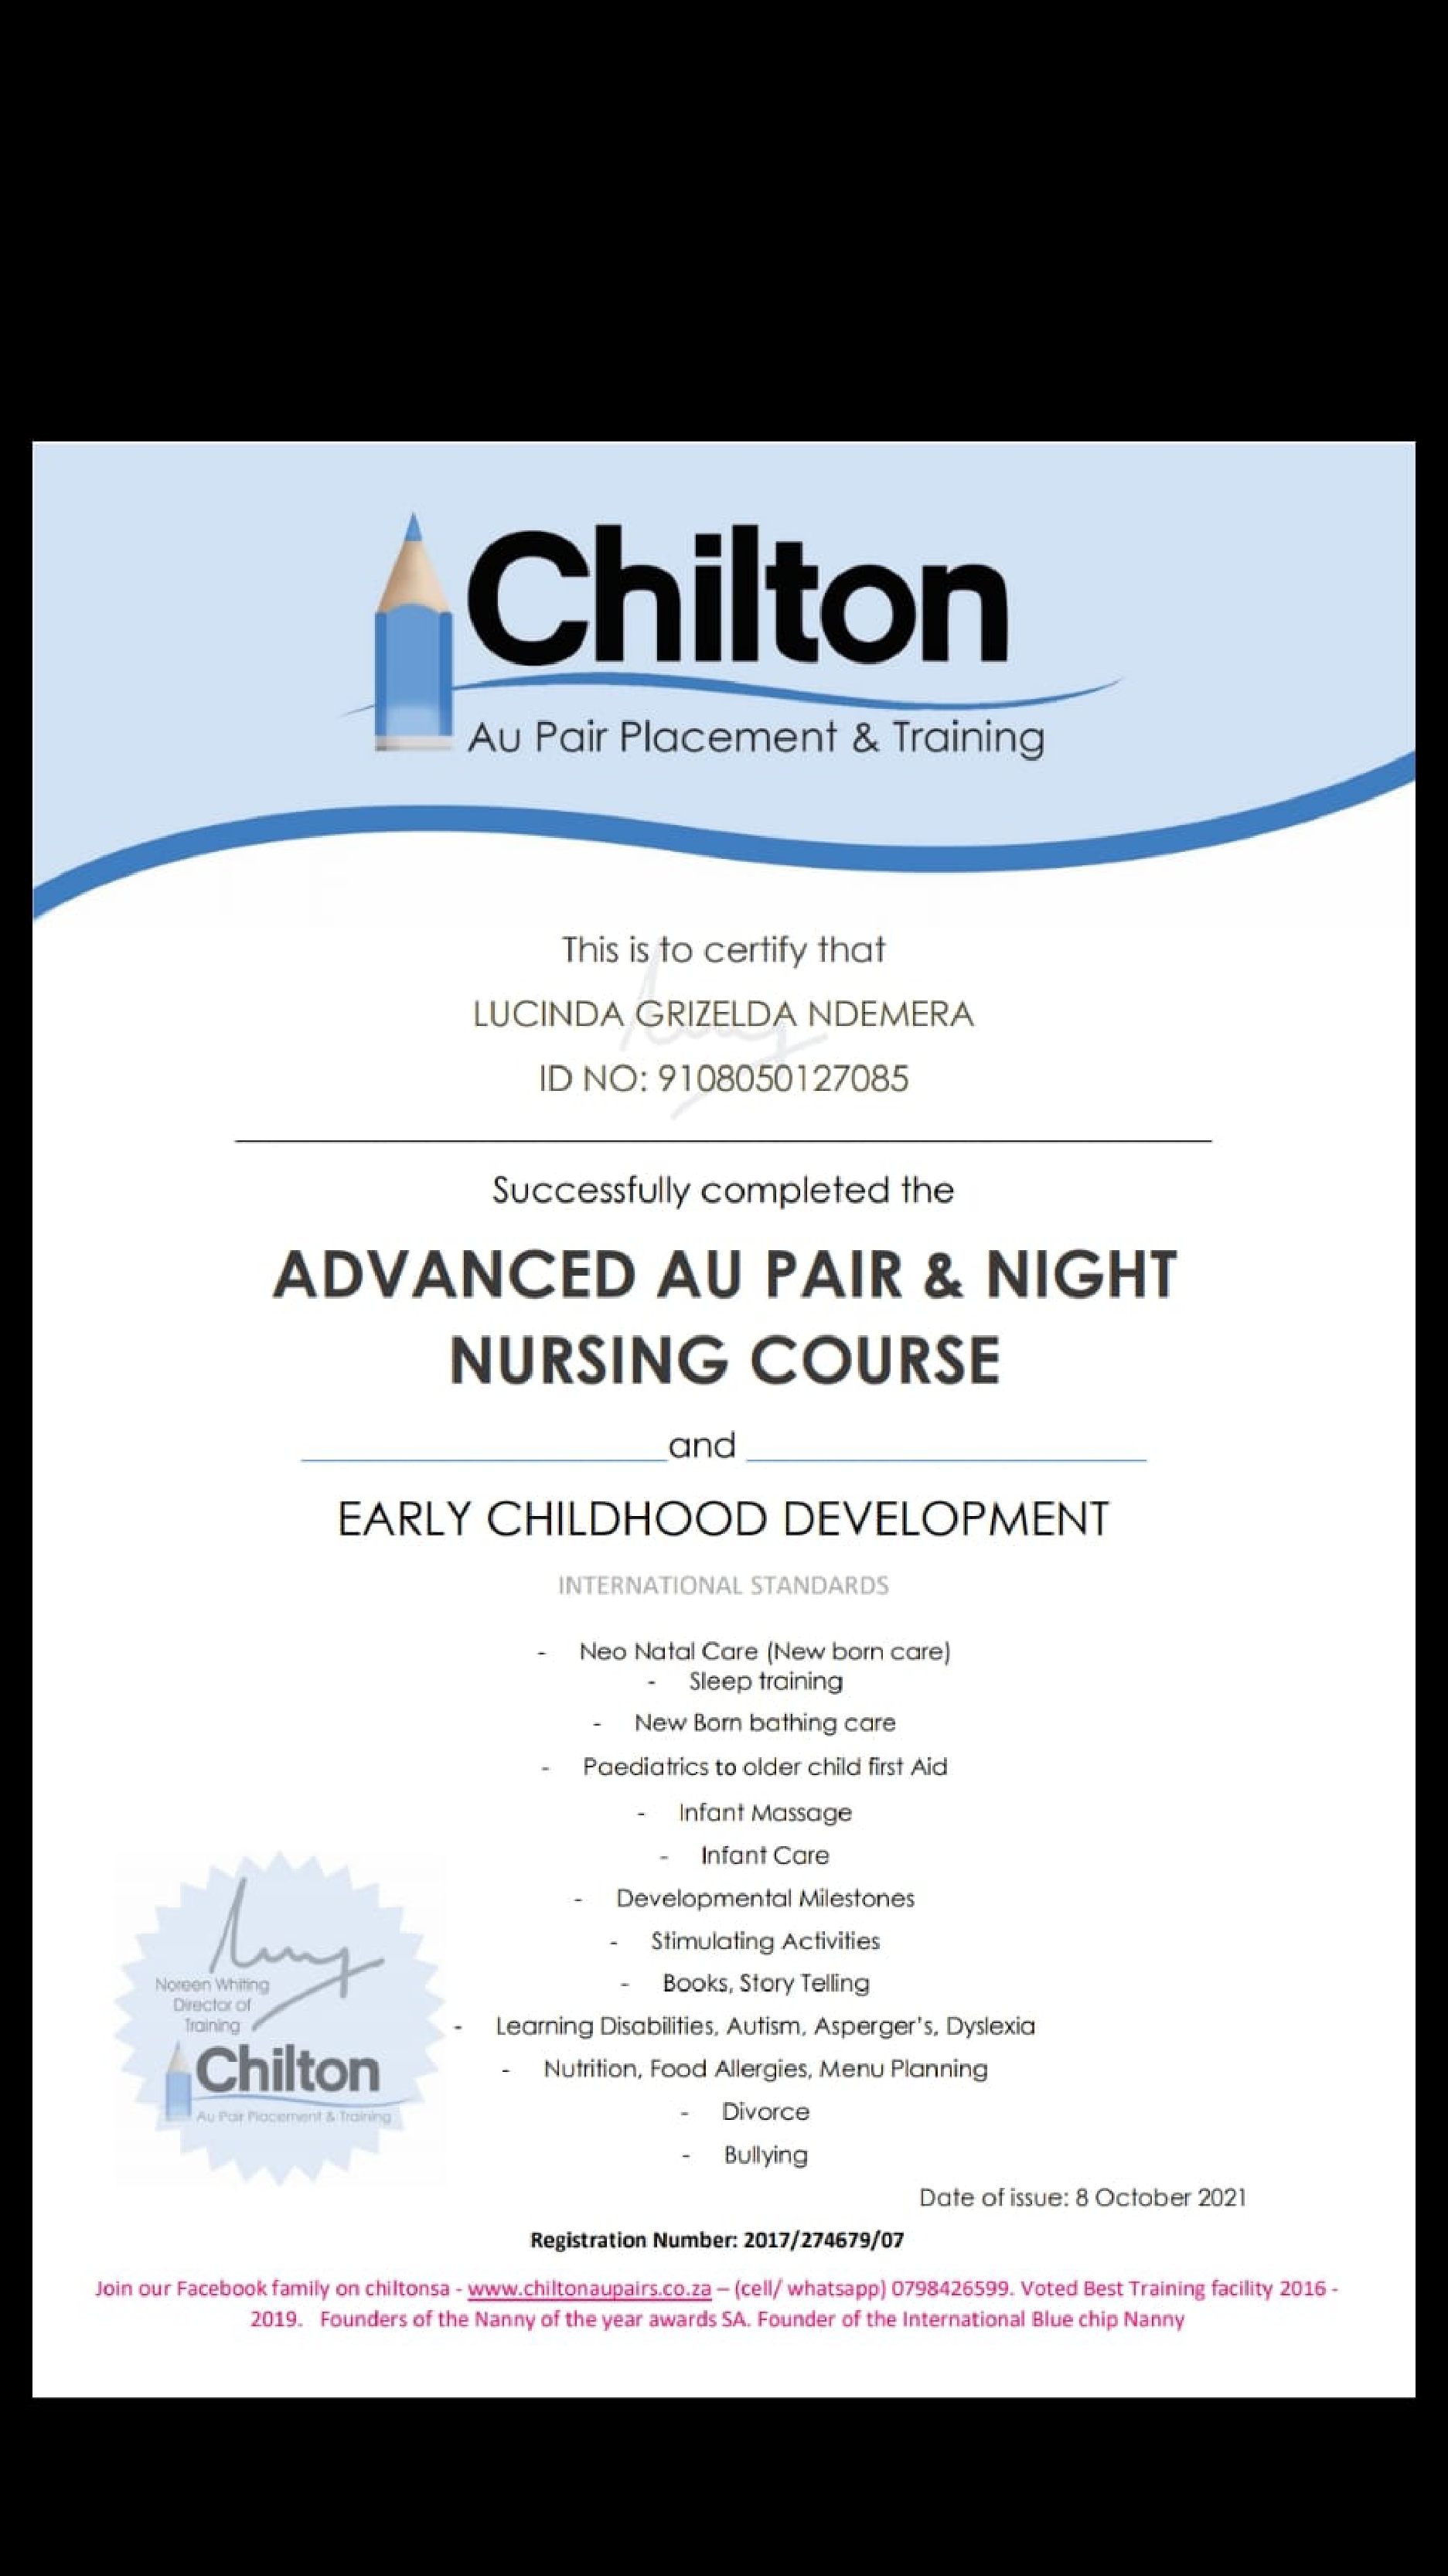 Chilton
Au Pair Placement & Training
This is to certify that
LUCINDA GRIZELDA NDEMERA
ID NO: 9108050127085
Successfully completed the
ADVANCED AU PAIR & NIGHT
NURSING COURSE
and
EARLY CHILDHOOD DEVELOPMENT
INTERNATIONAL STANDARDS
- Neo Natal Care (New born care)
- Sleep training
- New Born bathing care
- Paediatrics to older child first Aid
- Infant Massage
- Infant Care
- Developmental Milestones
- Stimulating Activities
- Books, Story Telling
- Learning Disabilities, Autism, Asperger's, Dyslexia
- Nutrition, Food Allergies, Menu Planning
- Divorce
- Bullying
Noreen Whiting
Director of
Training
Chilton
Au Pair Placement & Training
Date of issue: 8 October 2021
Registration Number: 2017/274679/07
Join our Facebook family on chiltonsa - www.chiltonaupairs.co.za – (cell/ whatsapp) 0798426599. Voted Best Training facility 2016 -
2019. Founders of the Nanny of the year awards SA. Founder of the International Blue chip Nanny